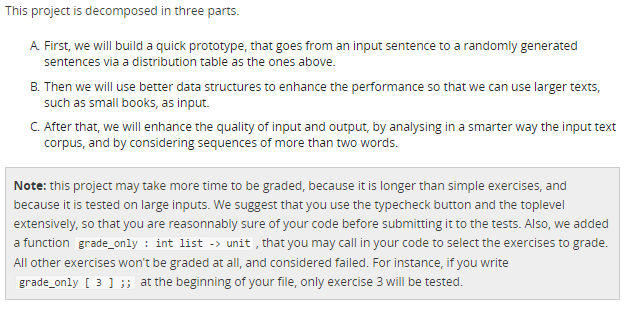 This project is decomposed in three parts.
A. First, we will build a quick prototype, that goes from an input sentence to a randomly generated
sentences via a distribution table as the ones above.
B. Then we will use better data structures to enhance the performance so that we can use larger texts,
such as small books, as input.
C. After that, we will enhance the quality of input and output, by analysing in a smarter way the input text
corpus, and by considering sequences of more than two words.
Note: this project may take more time to be graded, because it is longer than simple exercises, and
because it is tested on large inputs. We suggest that you use the typecheck button and the toplevel
extensively, so that you are reasonnably sure of your code before submitting it to the tests. Also, we added
a function grade_only : int list -> unit , that you may call in your code to select the exercises to grade.
All other exercises won't be graded at all, and considered failed. For instance, if you write
grade_only [ 3 ] ;; at the beginning of your file, only exercise 3 will be tested.